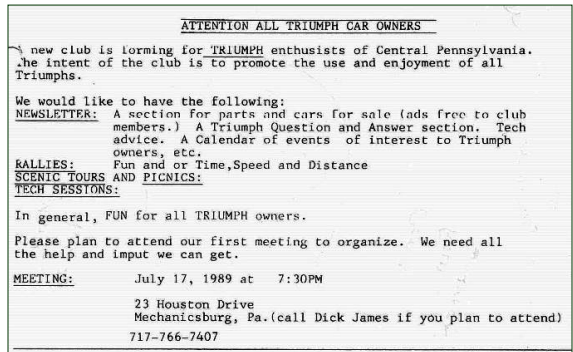 ATTENTION ALL TRIUMPH CAR OWNERS
A new club is forming for TRIUMPH enthusists of Central Pennsylvania.
The intent of the club is to promote the use and enjoyment of all
Triumphs.
We would like to have the following:
NEWSLETTER: A section for parts and cars for sale (ads free to club
members.) A Triumph Question and Answer section. Tech
advice. A Calendar of events of interest to Triumph
owners, etc.
RALLIES: Fun and or Time,Speed and Distance
SCENIC TOURS AND PICNICS:
TECH SESSIONS:
In general, FUN for all TRIUMPH owners.
Please plan to attend our first meeting to organize. We need all
the help and imput we can get.
MEETING: July 17, 1989 at 7:30PM
23 Houston Drive
Mechanicsburg, Pa.(call Dick James if you plan to attend)
717-766-7407